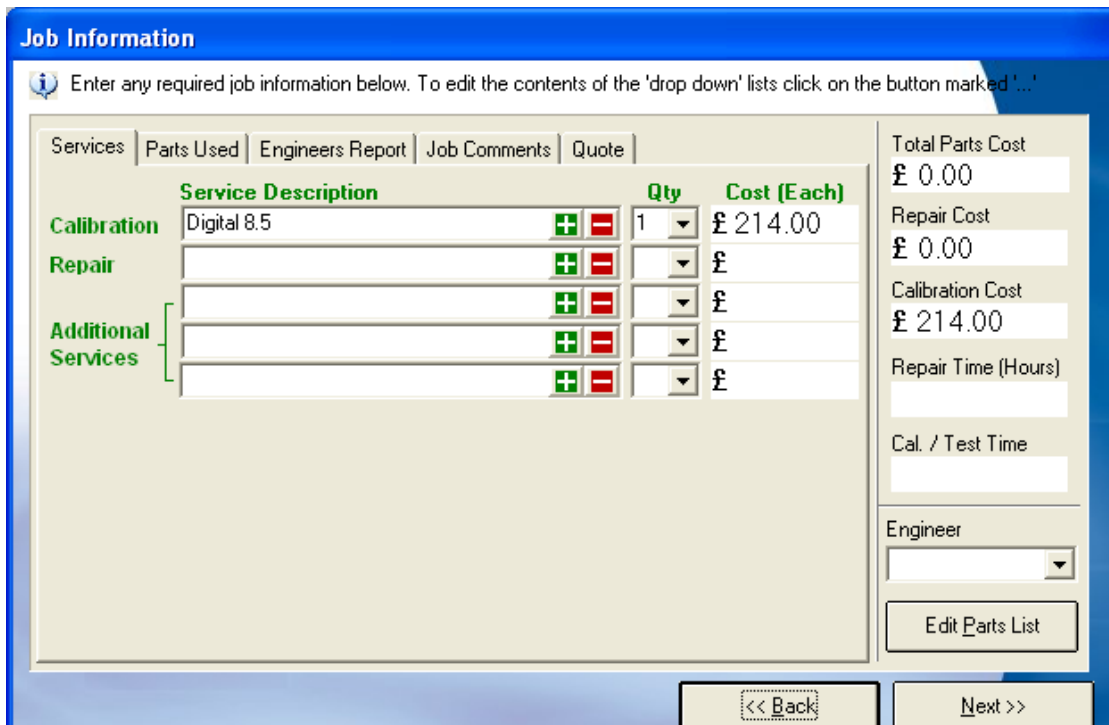 Job Information
Enter any required job information below. To edit the contents of the 'drop down' lists click on the button marked '...'
Services
Parts Used
Engineers Report
Job Comments
Quote
Service Description Qty Cost (Each)
Calibration Digital 8.5 1 £ 214.00
Repair £
£
Additional
Services
£
£
Total Parts Cost
£ 0.00
Repair Cost
£ 0.00
Calibration Cost
£ 214.00
Repair Time (Hours)
Cal. / Test Time
Engineer
Edit Parts List
<< Back
Next >>